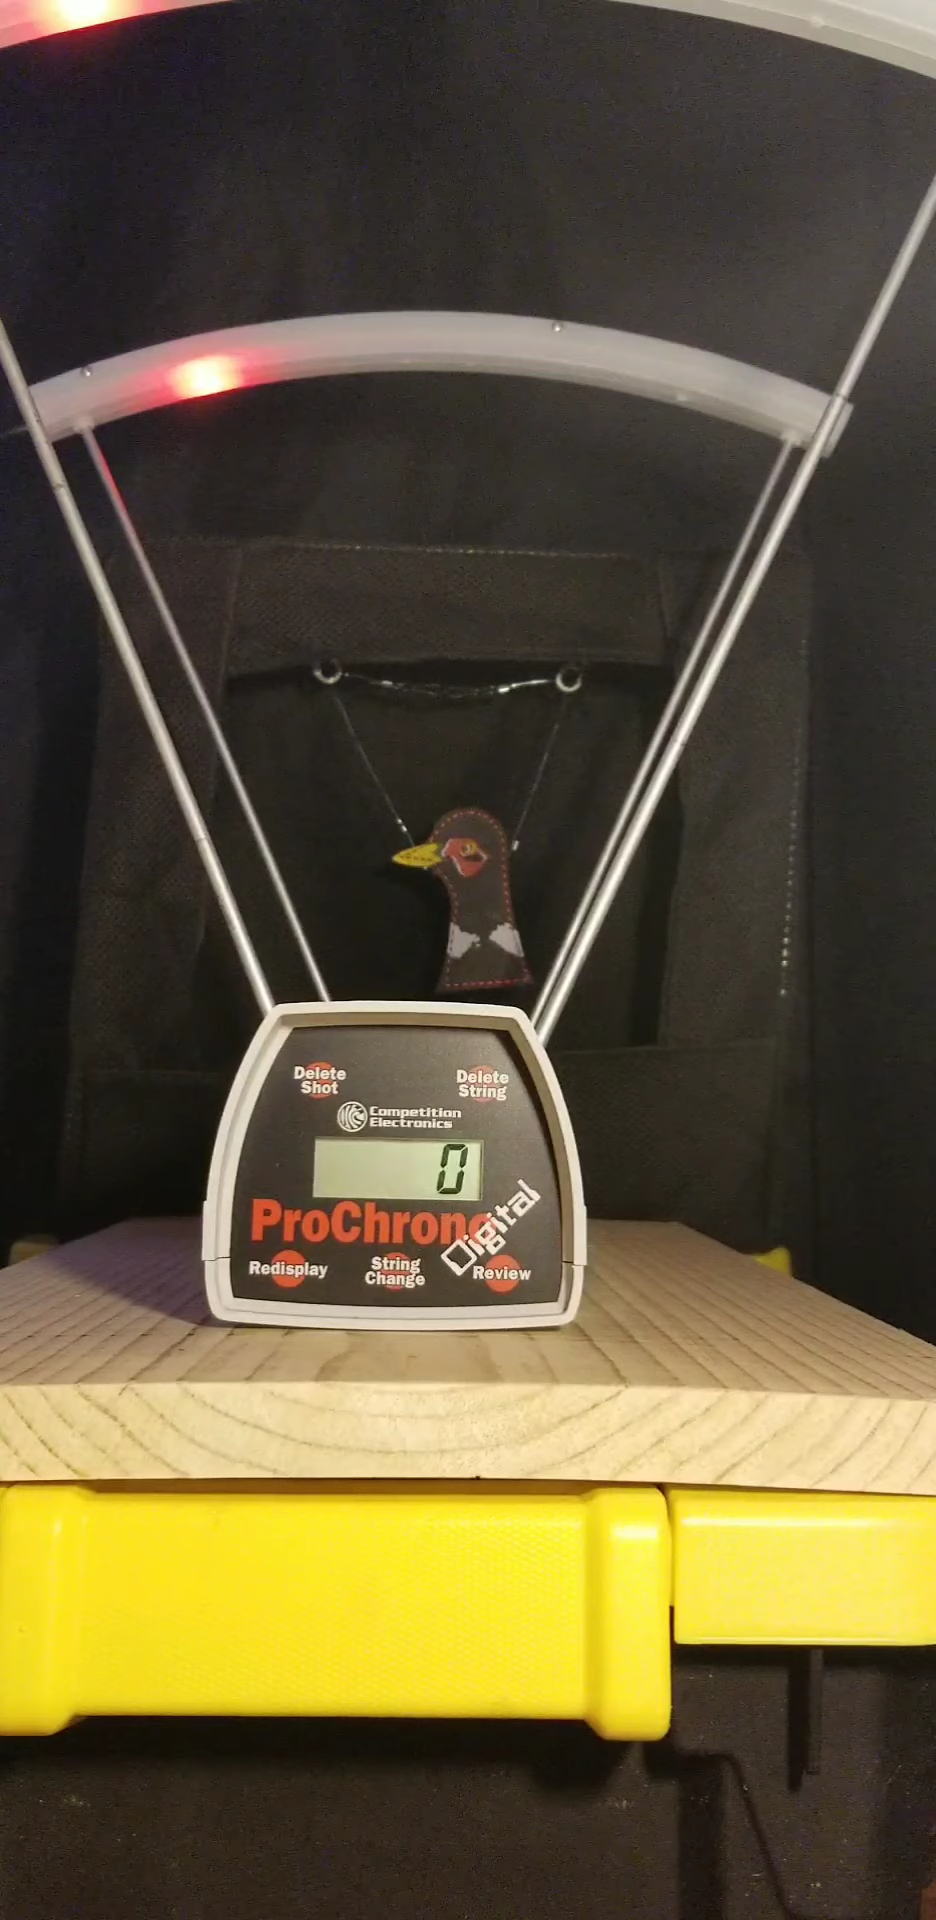 Delete
Shot
Delete
String
Competition
Electronics
0
ProChrono
Digital
Redisplay
String
Change
Review